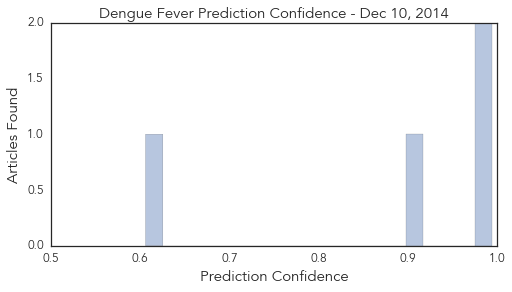 Dengue Fever Prediction Confidence - Dec 10, 2014
2.0
1.5
Articles Found
1.0
0.5
0.0
0.5 0.6 0.7 0.8 0.9 1.0
Prediction Confidence